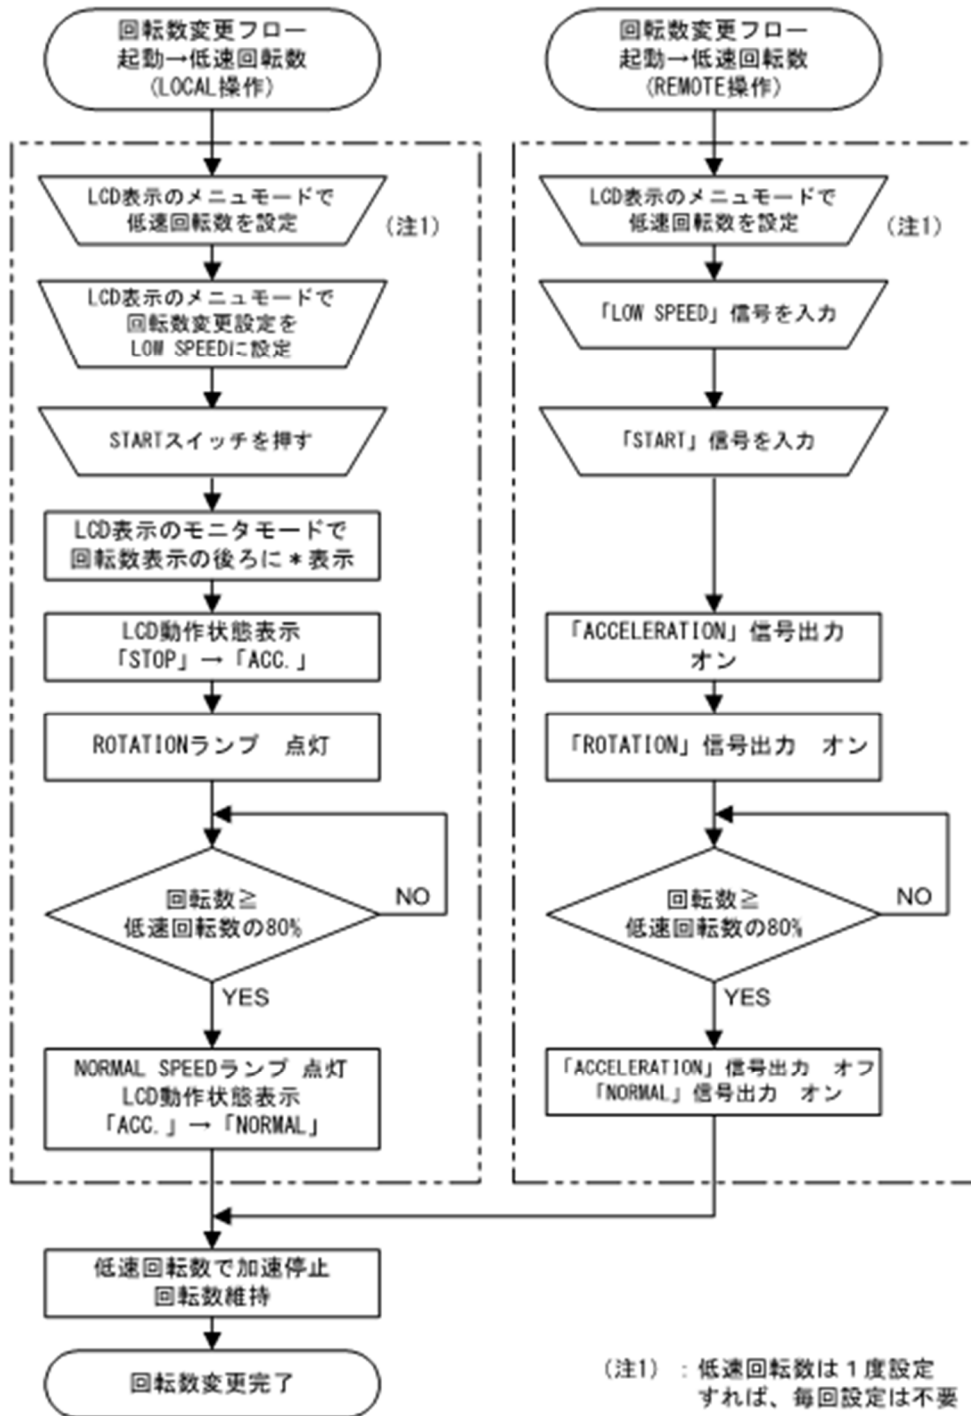 回転数変更フロー
起動→低速回転数
(LOCAL操作)
LCD表示のメニュモードで
低速回転数を設定
(注1)
LCD表示のメニュモードで
回転数変更設定を
LOW SPEEDに設定
STARTスイッチを押す
LCD表示のモニタモードで
回転数表示の後ろに＊表示
LCD動作状態表示
「STOP」→「ACC.」
ROTATIONランプ　点灯
回転数≧
低速回転数の80%
NO
YES
NORMAL SPEEDランプ 点灯
LCD動作状態表示
「ACC.」→「NORMAL」
回転数変更フロー
起動→低速回転数
(REMOTE操作)
LCD表示のメニュモードで
低速回転数を設定
(注1)
「LOW SPEED」信号を入力
「START」信号を入力
「ACCELERATION」信号出力
オン
「ROTATION」信号出力　オン
回転数≧
低速回転数の80%
NO
YES
「ACCELERATION」信号出力　オフ
「NORMAL」信号出力　オン
低速回転数で加速停止
回転数維持
回転数変更完了
(注1) : 低速回転数は１度設定
すれば、毎回設定は不要